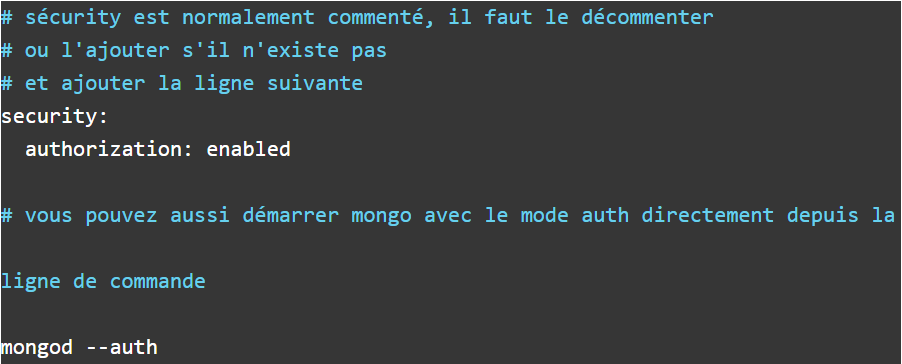 # sécurity est normalement commenté, il faut le décommenter
# ou l'ajouter s'il n'existe pas
# et ajouter la ligne suivante
security:
  authorization: enabled
# vous pouvez aussi démarrer mongo avec le mode auth directement depuis la
ligne de commande
mongod --auth